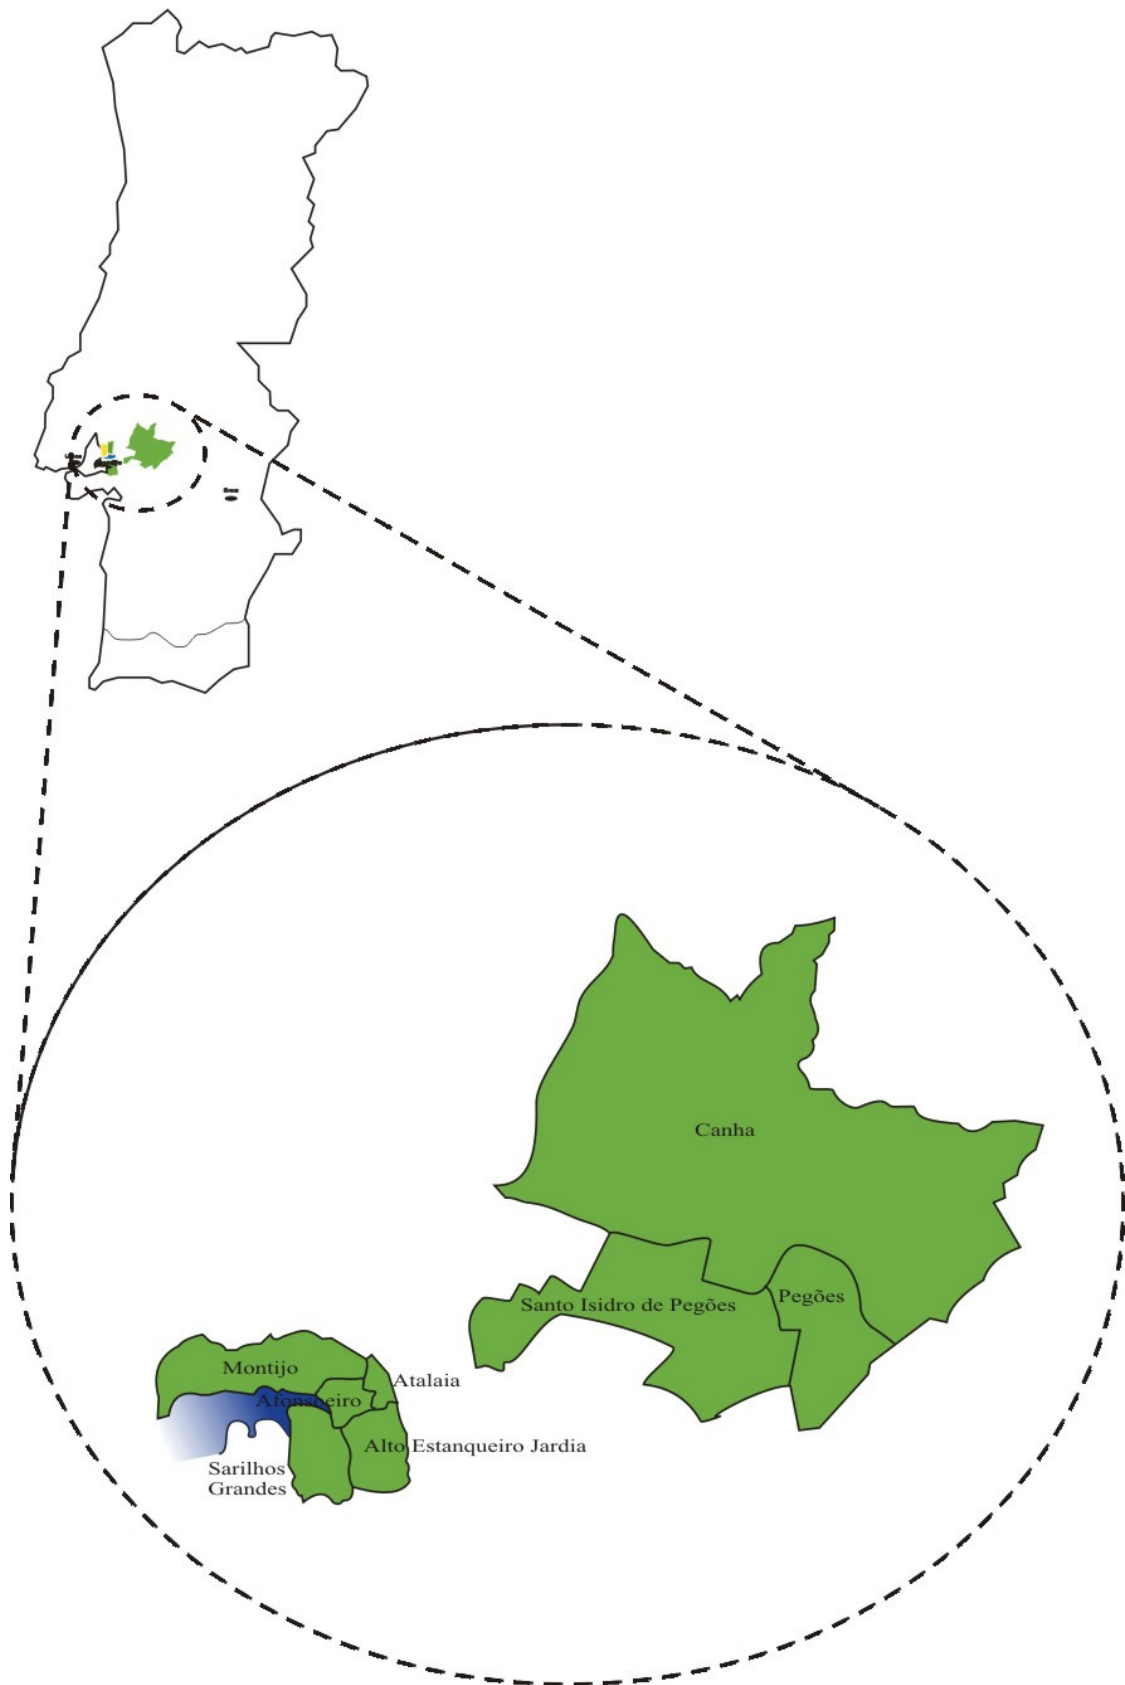 Canha
Pegões
Santo Isidro de Pegões
Montijo
Atalaia
Afonsoeiro
Alto Estanqueiro Jardia
Sarilhos
Grandes